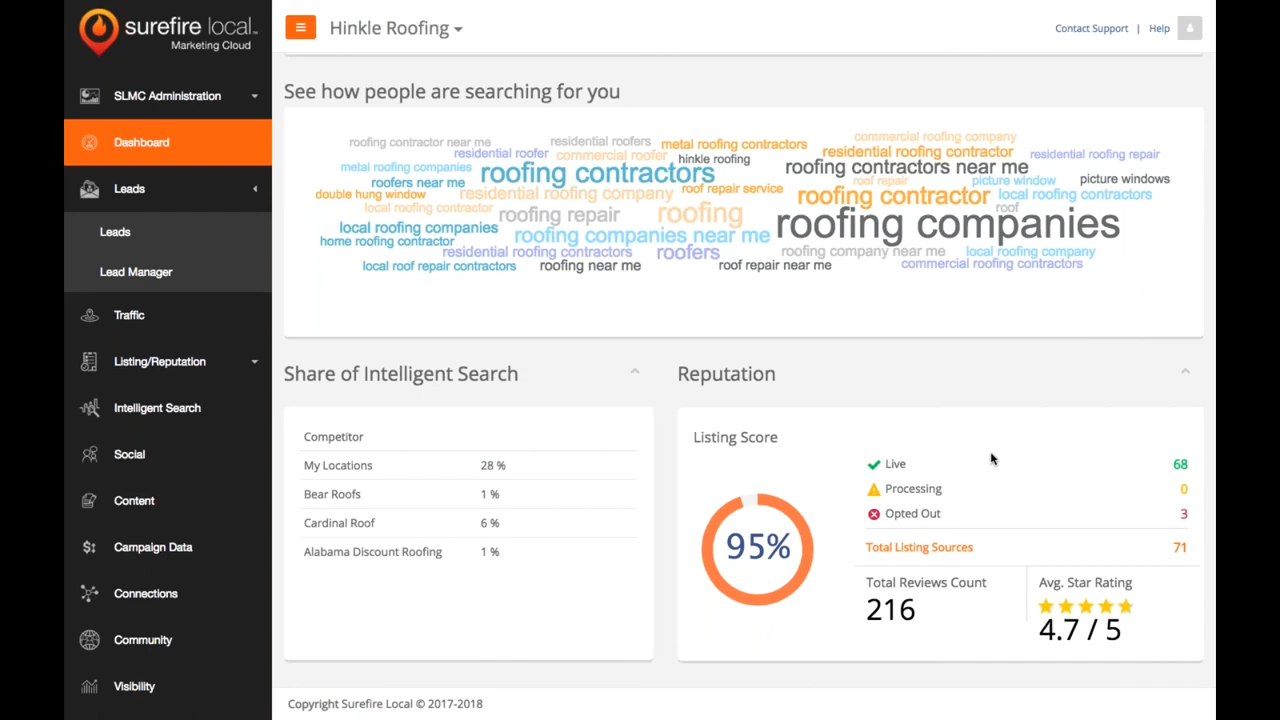 surefire local™
Marketing Cloud
Hinkle Roofing
Contact Support | Help
SLMC Administration
Dashboard
Leads
Leads
Lead Manager
Traffic
Listing/Reputation
Intelligent Search
Social
Content
Campaign Data
Connections
Community
Visibility
See how people are searching for you
commercial roofing company
roofing contractor near me
residential roofers
metal roofing contractors
residential roofing contractor
residential roofer
commercial roofer
residential roofing repair
hinkle roofing
metal roofing companies
roofing contractors
roofing contractors near me
roofers near me
roof repair
picture window
picture windows
double hung window
residential roofing company
roof repair service
roofing contractor
local roofing contractors
local roofing contractor
roofing repair
roofing
roof
roofing companies
local roofing companies
roofing companies near me
home roofing contractor
residential roofing contractors
roofers
roofing company near me
local roofing company
local roof repair contractors
roofing near me
roof repair near me
commercial roofing contractors
Share of Intelligent Search
Competitor
My Locations 28 %
Bear Roofs 1 %
Cardinal Roof 6 %
Alabama Discount Roofing 1 %
Reputation
Listing Score
95%
Live 68
Processing 0
Opted Out 3
Total Listing Sources 71
Total Reviews Count
216
Avg. Star Rating
4.7 / 5
Copyright Surefire Local © 2017-2018